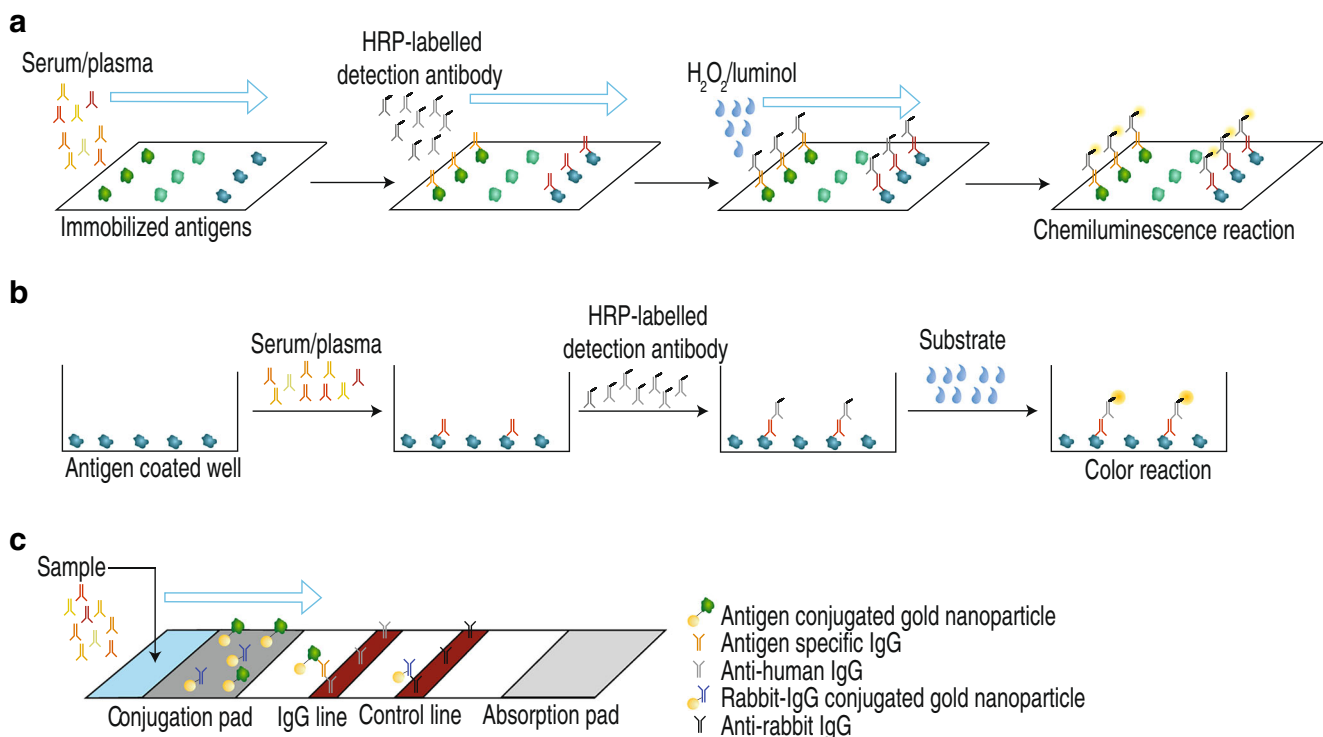 a
Serum/plasma
HRP-labelled
detection antibody
H₂O₂/luminol
Immobilized antigens
Chemiluminescence reaction
b
Serum/plasma
HRP-labelled
detection antibody
Substrate
Antigen coated well
Color reaction
c
Sample
Conjugation pad
IgG line
Control line
Absorption pad
Antigen conjugated gold nanoparticle
Antigen specific IgG
Anti-human IgG
Rabbit-IgG conjugated gold nanoparticle
Anti-rabbit IgG